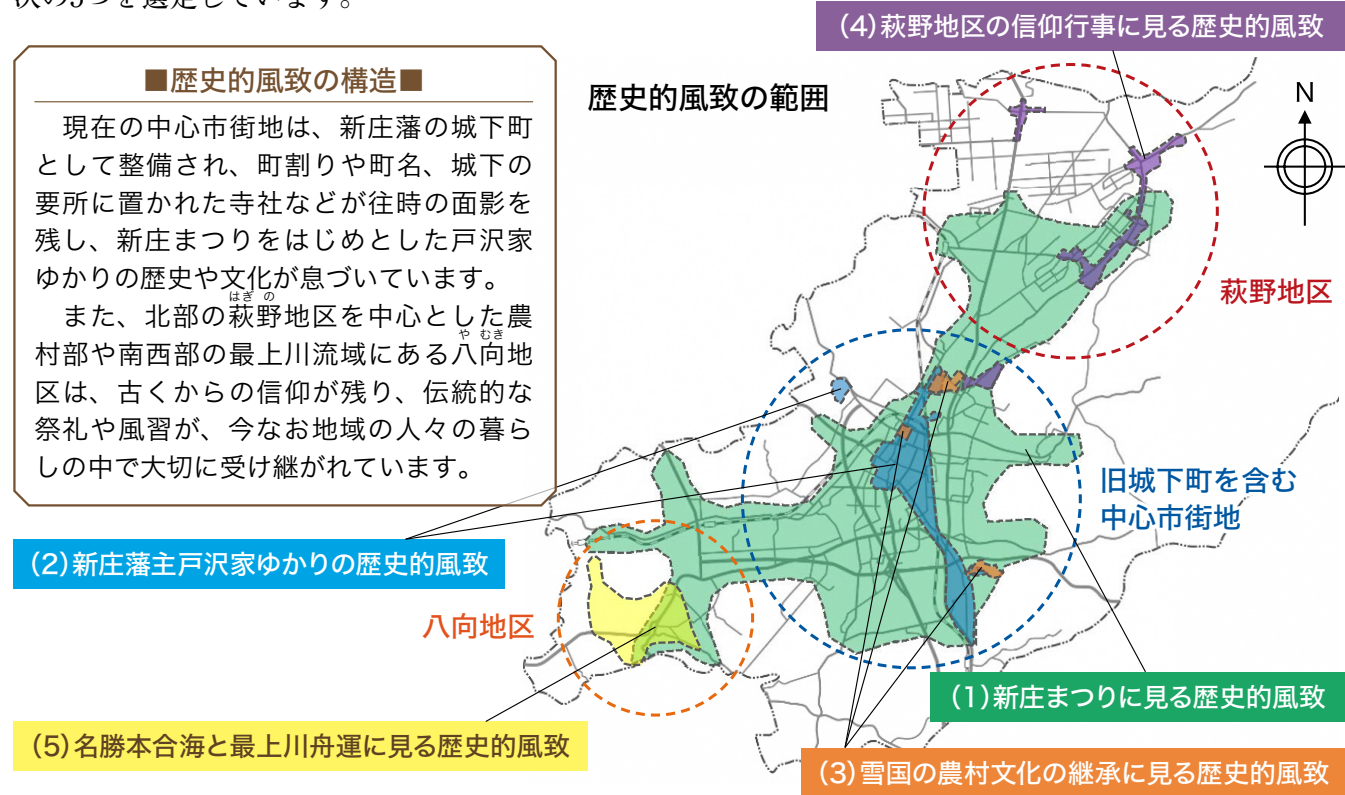 次の5つを選定しています。
■歴史的風致の構造■
現在の中心市街地は、新庄藩の城下町
として整備され、町割りや町名、城下の
要所に置かれた寺社などが往時の面影を
残し、新庄まつりをはじめとした戸沢家
ゆかりの歴史や文化が息づいています。
はぎ の
また、北部の萩野地区を中心とした農
や むき
村部や南西部の最上川流域にある八向地
区は、古くからの信仰が残り、伝統的な
祭礼や風習が、今なお地域の人々の暮ら
しの中で大切に受け継がれています。
歴史的風致の範囲
(4)萩野地区の信仰行事に見る歴史的風致
N
萩野地区
旧城下町を含む
中心市街地
(2)新庄藩主戸沢家ゆかりの歴史的風致
八向地区
(1)新庄まつりに見る歴史的風致
(5)名勝本合海と最上川舟運に見る歴史的風致
(3)雪国の農村文化の継承に見る歴史的風致